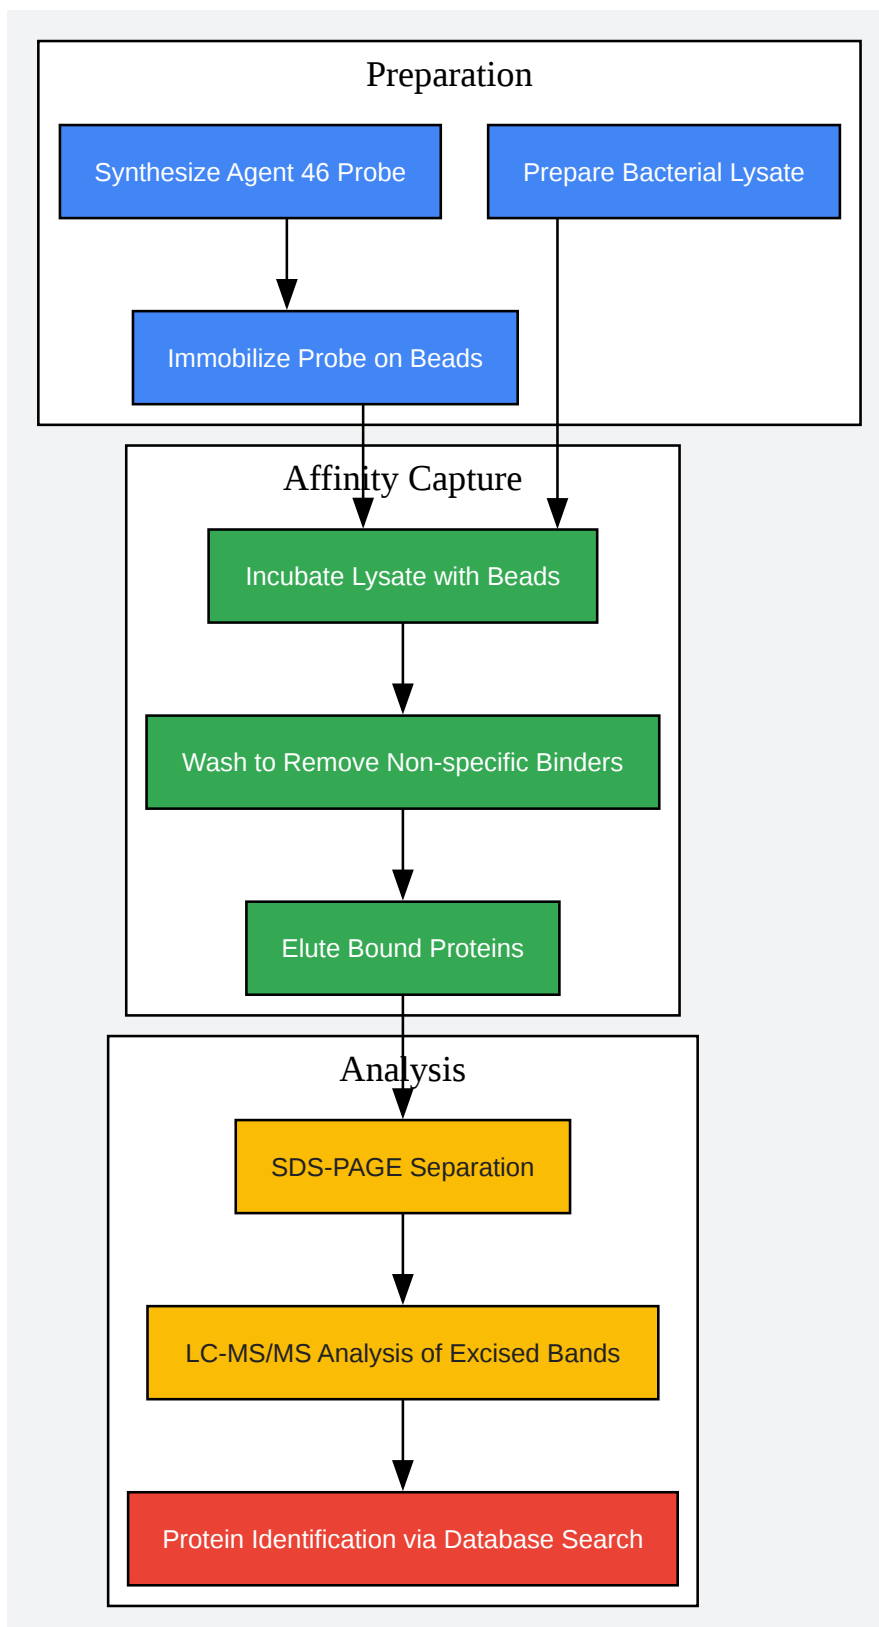 Preparation
Synthesize Agent 46 Probe
Prepare Bacterial Lysate
Immobilize Probe on Beads
Affinity Capture
Incubate Lysate with Beads
Wash to Remove Non-specific Binders
Elute Bound Proteins
Analysis
SDS-PAGE Separation
LC-MS/MS Analysis of Excised Bands
Protein Identification via Database Search